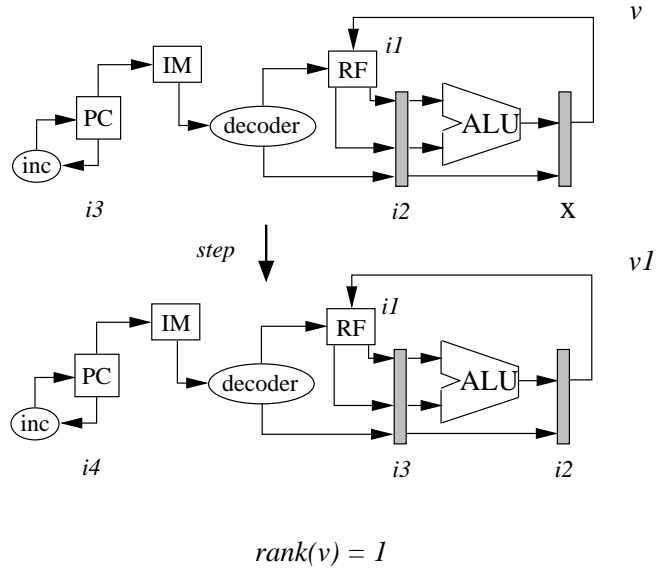 v
i1
IM
RF
PC
decoder
ALU
inc
i3
i2
X
step
v1
i1
IM
RF
PC
decoder
ALU
inc
i4
i3
i2
rank(v) = 1